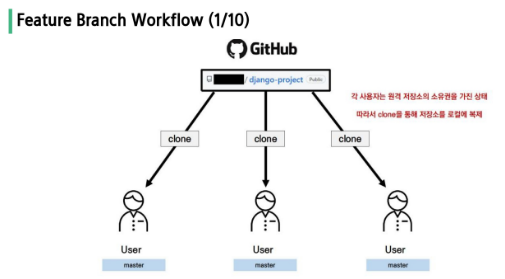 Feature Branch Workflow (1/10)
GitHub
/ django-project Public
각 사용자는 원격 저장소의 소유권을 가진 상태
따라서 clone을 통해 저장소를 로컬에 복제
clone clone clone
User User User
master master master